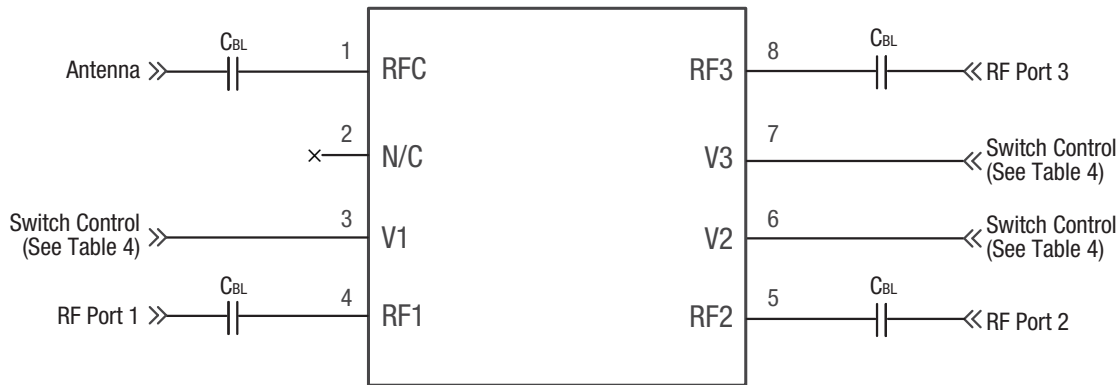 CBL
1
8
CBL
Antenna
RFC
RF3
RF Port 3
2
7
N/C
V3
Switch Control
(See Table 4)
Switch Control
(See Table 4)
3
6
V1
V2
Switch Control
(See Table 4)
CBL
4
5
CBL
RF Port 1
RF1
RF2
RF Port 2